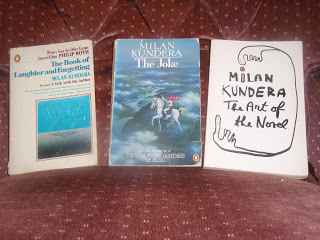 Writers from the Other Europe
General Editor PHILIP ROTH
The Book of
Laughter and Forgetting
MILAN KUNDERA
MILAN
KUNDERA
The Joke
MILAN
KUNDERA
The Art of
the Novel